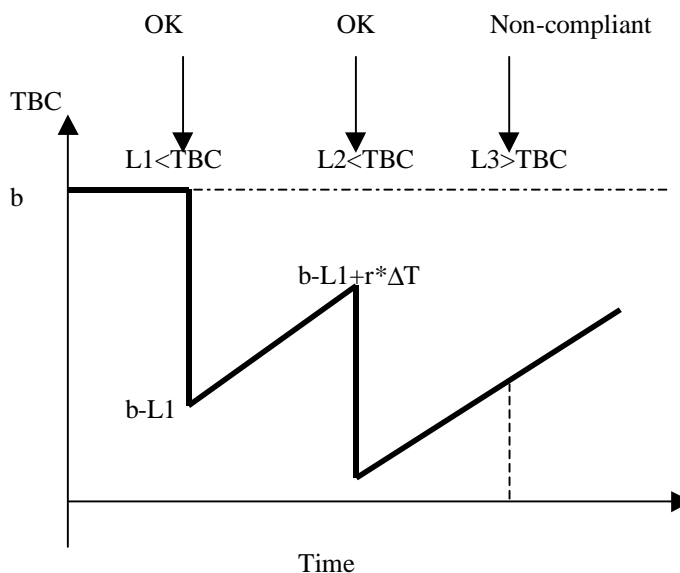 OK OK Non-compliant
TBC
L1<TBC L2<TBC L3>TBC
b
b-L1+r*ΔT
b-L1
Time